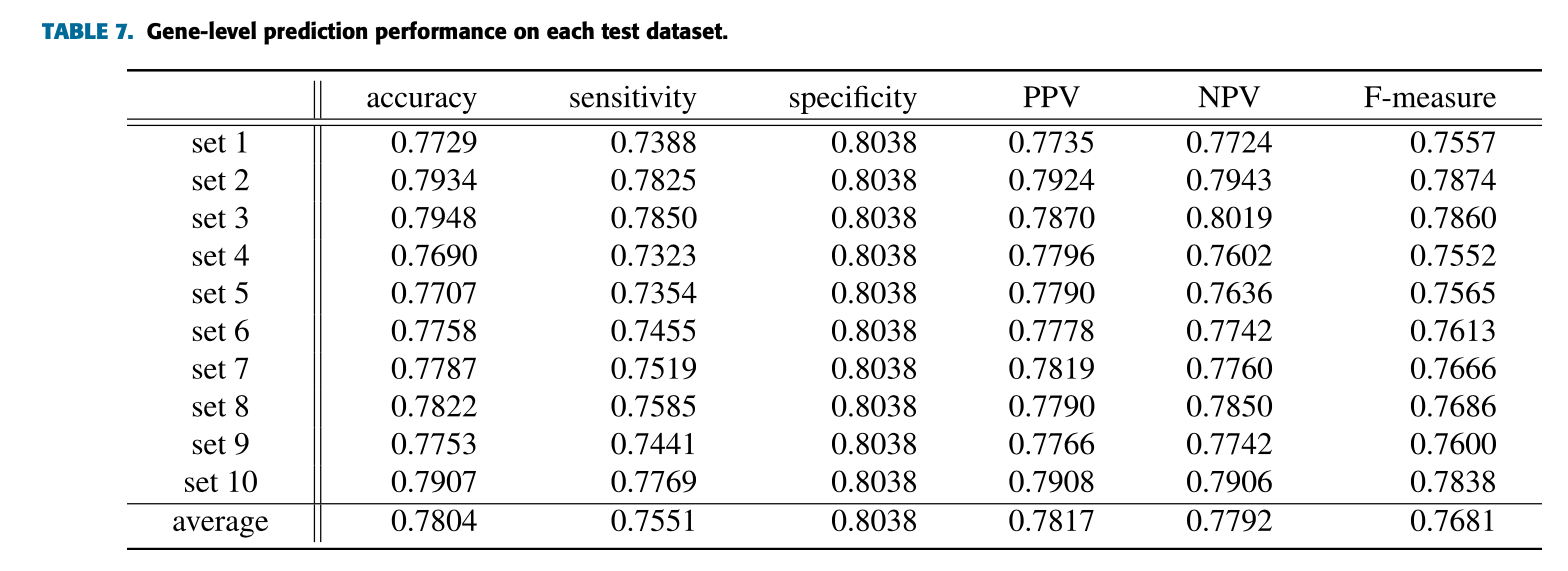 TABLE 7. Gene-level prediction performance on each test dataset.
accuracy sensitivity specificity PPV NPV F-measure
set 1 0.7729 0.7388 0.8038 0.7735 0.7724 0.7557
set 2 0.7934 0.7825 0.8038 0.7924 0.7943 0.7874
set 3 0.7948 0.7850 0.8038 0.7870 0.8019 0.7860
set 4 0.7690 0.7323 0.8038 0.7796 0.7602 0.7552
set 5 0.7707 0.7354 0.8038 0.7790 0.7636 0.7565
set 6 0.7758 0.7455 0.8038 0.7778 0.7742 0.7613
set 7 0.7787 0.7519 0.8038 0.7819 0.7760 0.7666
set 8 0.7822 0.7585 0.8038 0.7790 0.7850 0.7686
set 9 0.7753 0.7441 0.8038 0.7766 0.7742 0.7600
set 10 0.7907 0.7769 0.8038 0.7908 0.7906 0.7838
average 0.7804 0.7551 0.8038 0.7817 0.7792 0.7681